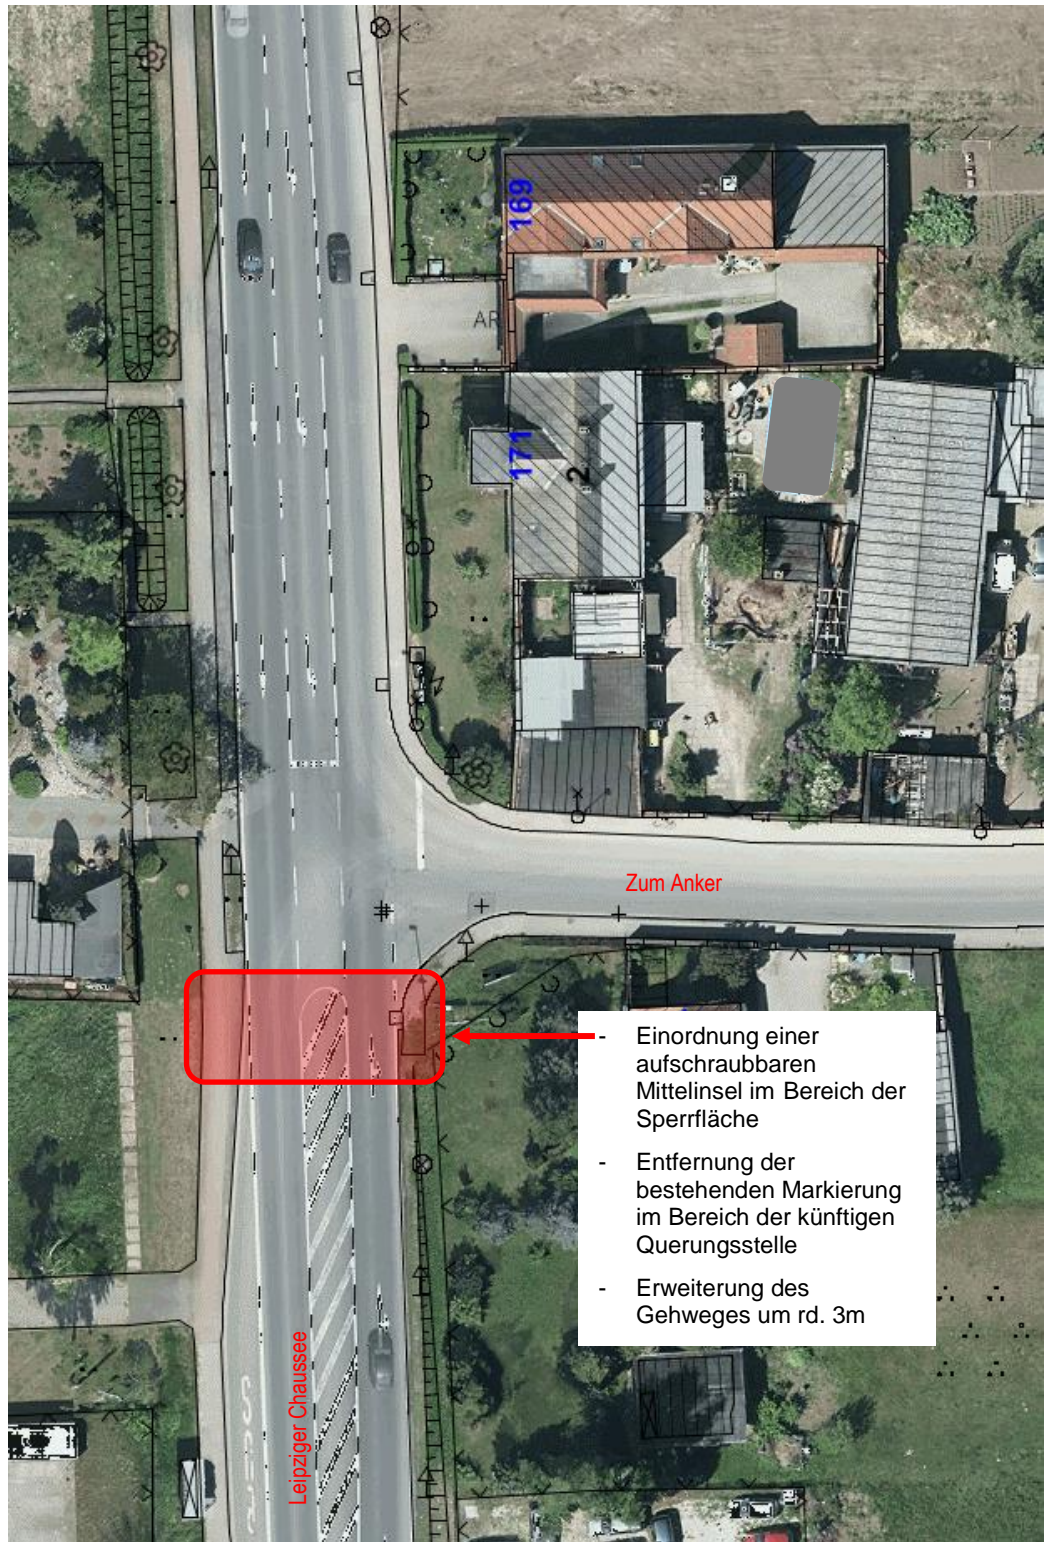 169
AR
171
2
Zum Anker
- Einordnung einer
aufschraubbaren
Mittelinsel im Bereich der
Sperrfläche
- Entfernung der
bestehenden Markierung
im Bereich der künftigen
Querungsstelle
- Erweiterung des
Gehweges um rd. 3m
Leipziger Chaussee